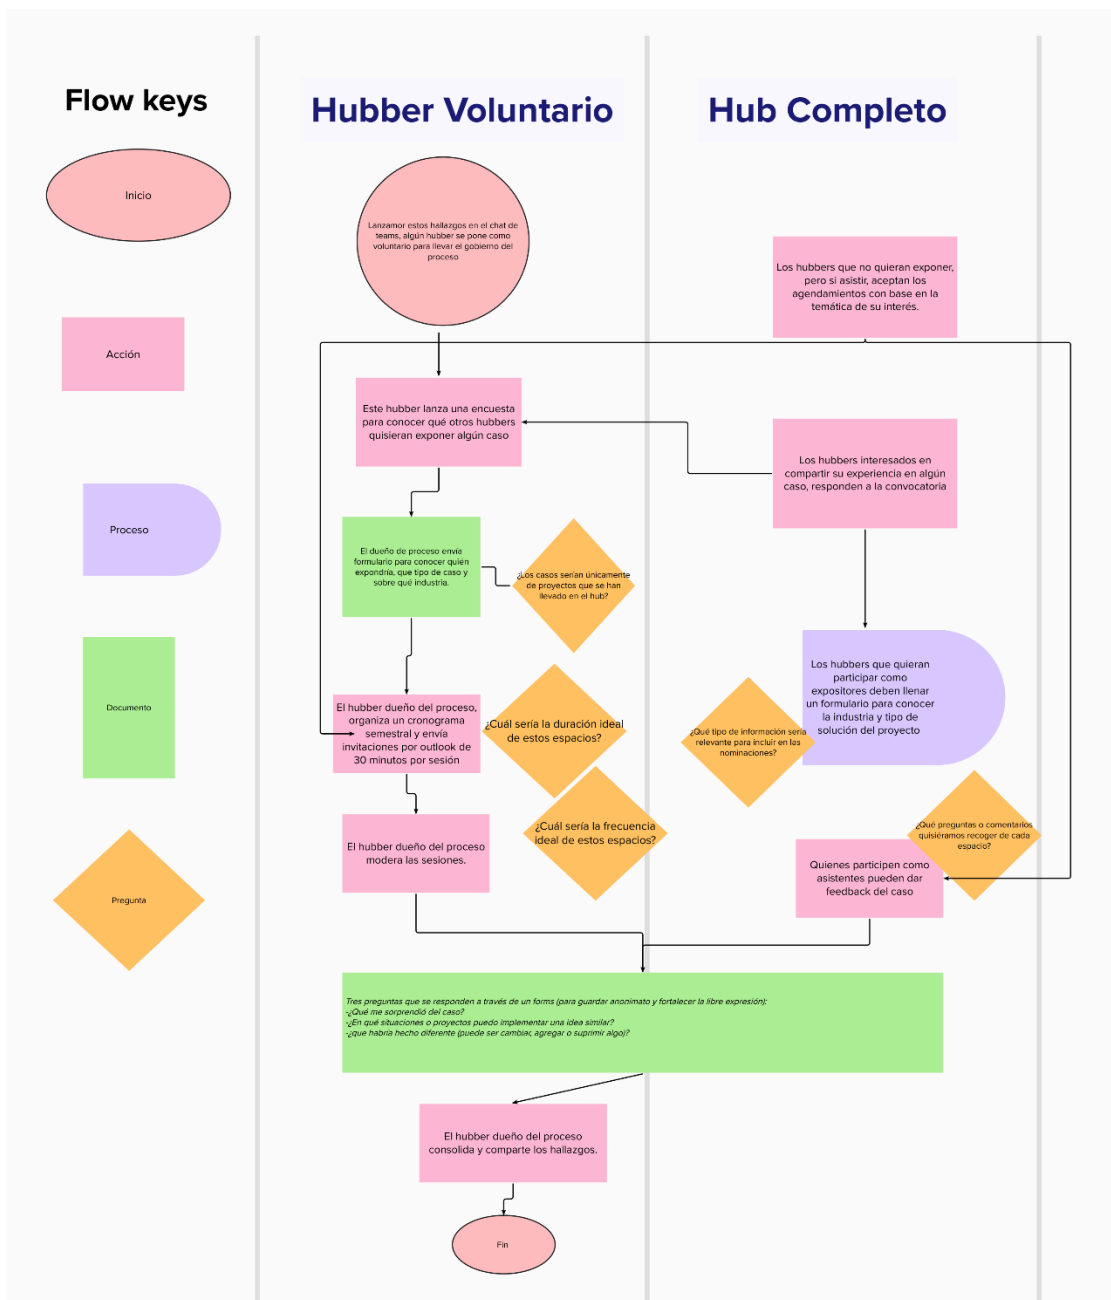 Flow keys
Inicio
Acción
Proceso
Documento
Pregunta
Hubber Voluntario
Lanzamor estos hallazgos en el chat de
teams, algún hubber se pone como
voluntario para llevar el gobierno del
proceso
Este hubber lanza una encuesta
para conocer qué otros hubbers
quisieran exponer algún caso
El dueño de proceso envía
formulario para conocer quién
expondría, que tipo de caso y
sobre qué industria.
¿Los casos serían únicamente
de proyectos que se han
llevado en el hub?
El hubber dueño del proceso,
organiza un cronograma
semestral y envía
invitaciones por outlook de
30 minutos por sesión
¿Cuál sería la duración ideal
de estos espacios?
¿Cuál sería la frecuencia
ideal de estos espacios?
El hubber dueño del proceso
modera las sesiones.
Hub Completo
Los hubbers que no quieran exponer,
pero si asistir, aceptan los
agendamientos con base en la
temática de su interés.
Los hubbers interesados en
compartir su experiencia en algún
caso, responden a la convocatoria
Los hubbers que quieran
participar como
expositores deben llenar
un formulario para conocer
la industria y tipo de
solución del proyecto
¿Qué tipo de información sería
relevante para incluir en las
nominaciones?
¿Qué preguntas o comentarios
quisiéramos recoger de cada
espacio?
Quienes participen como
asistentes pueden dar
feedback del caso
Tres preguntas que se responden a través de un forms (para guardar anonimato y fortalecer la libre expresión):
-¿Qué me sorprendió del caso?
-¿En qué situaciones o proyectos puedo implementar una idea similar?
-¿que habría hecho diferente (puede ser cambiar, agregar o suprimir algo)?
El hubber dueño del proceso
consolida y comparte los hallazgos.
Fin